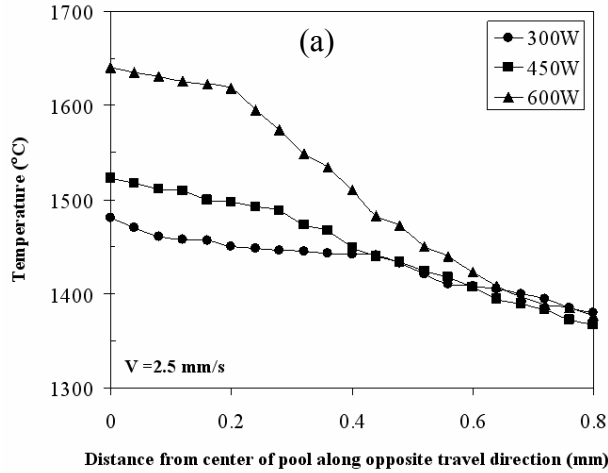 (a)
300W
450W
600W
1700
1600
1500
1400
1300
Temperature (°C)
V =2.5 mm/s
0
0.2
0.4
0.6
0.8
Distance from center of pool along opposite travel direction (mm)